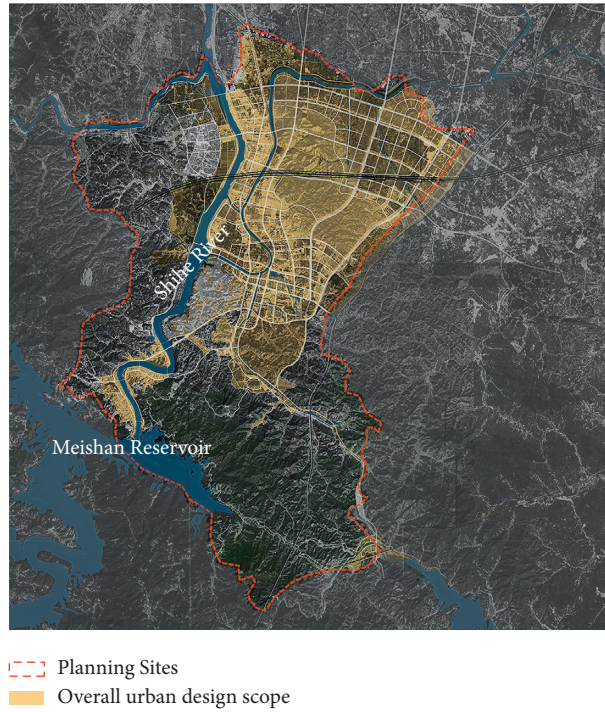 Shihe River
Meishan Reservoir
Planning Sites
Overall urban design scope